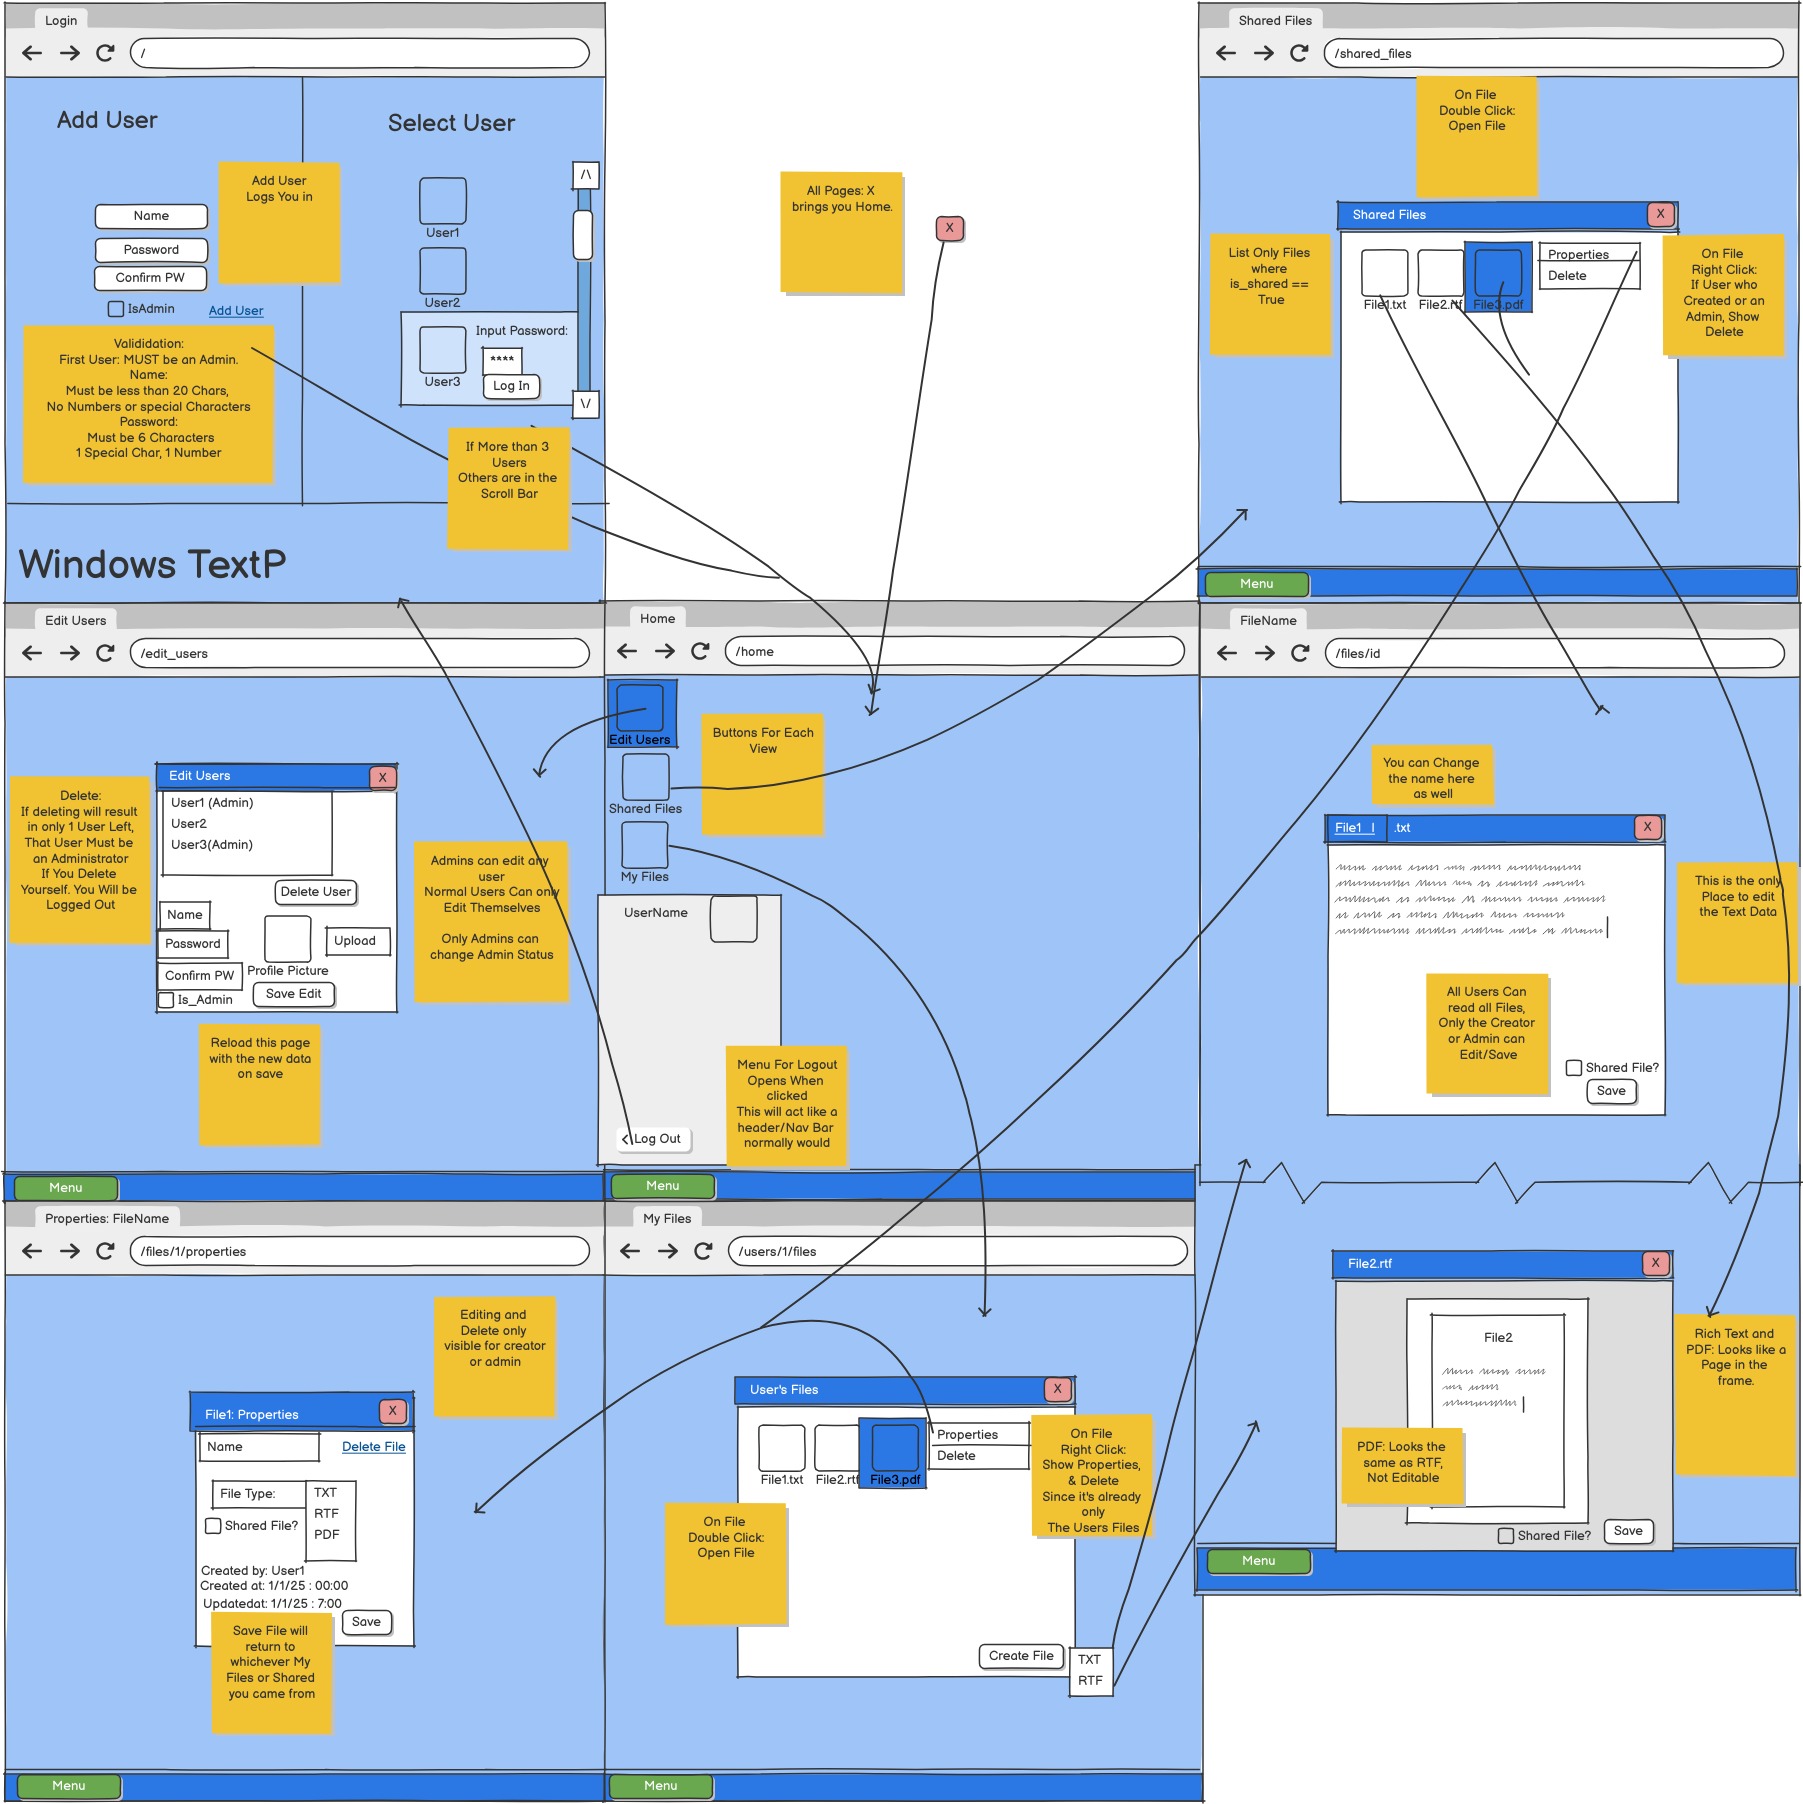 Login
/
Add User
Select User
Add User
Logs You in
Name
Password
Confirm PW
IsAdmin
Add User
Valididation:
First User: MUST be an Admin.
Name:
Must be less than 20 Chars,
No Numbers or special Characters
Password:
Must be 6 Characters
1 Special Char, 1 Number
/\
User1
User2
Input Password:
****
User3
Log In
\/
If More than 3
Users
Others are in the
Scroll Bar
Windows TextP
All Pages: X
brings you Home.
X
Shared Files
/shared_files
On File
Double Click:
Open File
Shared Files
X
List Only Files
where
is_shared ==
True
File1.txt
File2.rtf
File3.pdf
Properties
Delete
On File
Right Click:
If User who
Created or an
Admin, Show
Delete
Menu
Edit Users
/edit_users
Delete:
If deleting will result
in only 1 User Left,
That User Must be
an Administrator
If You Delete
Yourself. You Will be
Logged Out
Edit Users
X
User1 (Admin)
User2
User3(Admin)
Delete User
Name
Password
Upload
Confirm PW
Profile Picture
Is_Admin
Save Edit
Admins can edit any
user
Normal Users Can only
Edit Themselves
Only Admins can
change Admin Status
Reload this page
with the new data
on save
Menu
Home
/home
Edit Users
Buttons For Each
View
Shared Files
My Files
UserName
Menu For Logout
Opens When
clicked
This will act like a
header/Nav Bar
normally would
<Log Out
Menu
FileName
/files/id
You can Change
the name here
as well
File1 |
.txt
X
This is the only
Place to edit
the Text Data
All Users Can
read all Files,
Only the Creator
or Admin can
Edit/Save
Shared File?
Save
File2.rtf
X
File2
Rich Text and
PDF: Looks like a
Page in the
frame.
PDF: Looks the
same as RTF,
Not Editable
Shared File?
Save
Menu
Properties: FileName
/files/1/properties
Editing and
Delete only
visible for creator
or admin
File1: Properties
X
Name
Delete File
File Type:
TXT
RTF
PDF
Shared File?
Created by: User1
Created at: 1/1/25 : 00:00
Updatedat: 1/1/25 : 7:00
Save
Save File will
return to
whichever My
Files or Shared
you came from
Menu
My Files
/users/1/files
User's Files
X
File1.txt
File2.rtf
File3.pdf
Properties
Delete
On File
Right Click:
Show Properties,
& Delete
Since it's already
only
The Users Files
On File
Double Click:
Open File
Create File
TXT
RTF
Menu